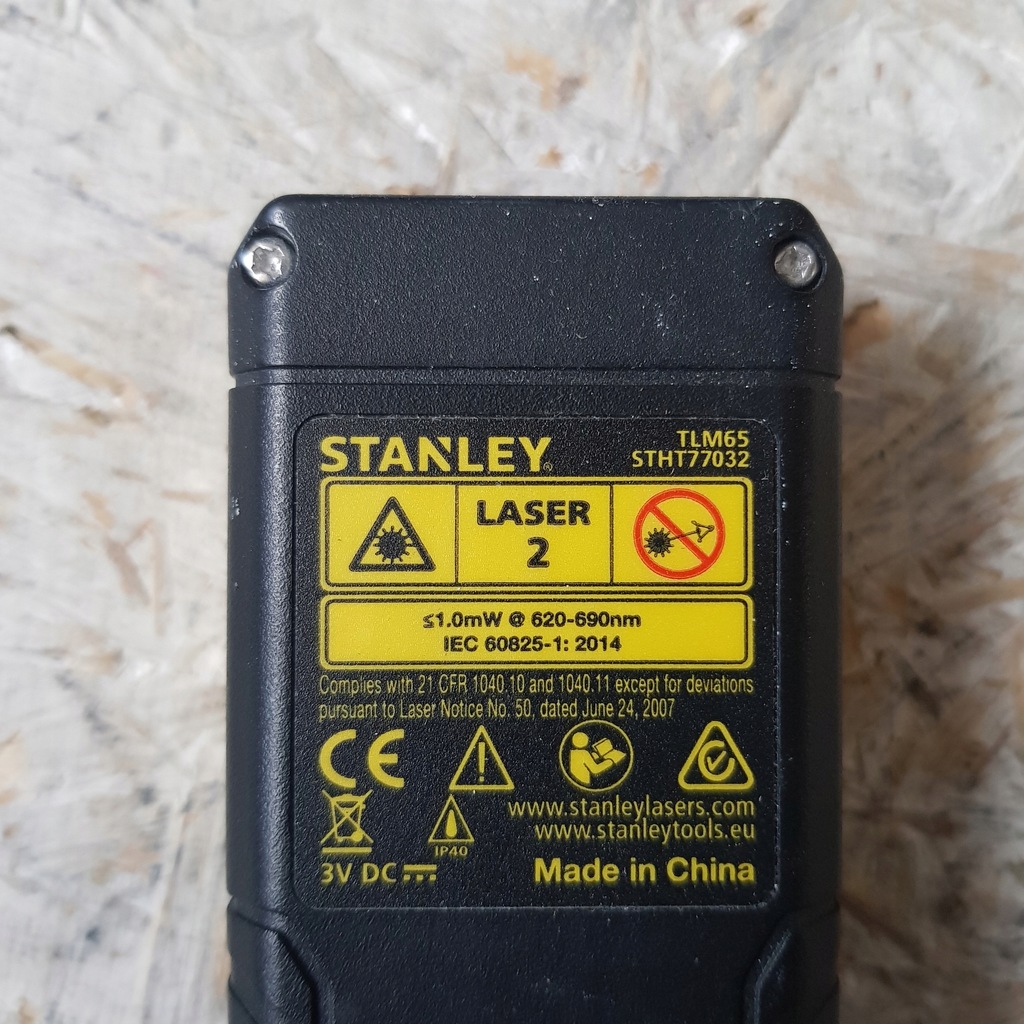 STANLEY®
TLM65
STHT77032
LASER
2
≤1.0mW @ 620-690nm
IEC 60825-1: 2014
Complies with 21 CFR 1040.10 and 1040.11 except for deviations
pursuant to Laser Notice No. 50, dated June 24, 2007
CE
www.stanleylasers.com
www.stanleytools.eu
IP40
3V DC
Made in China